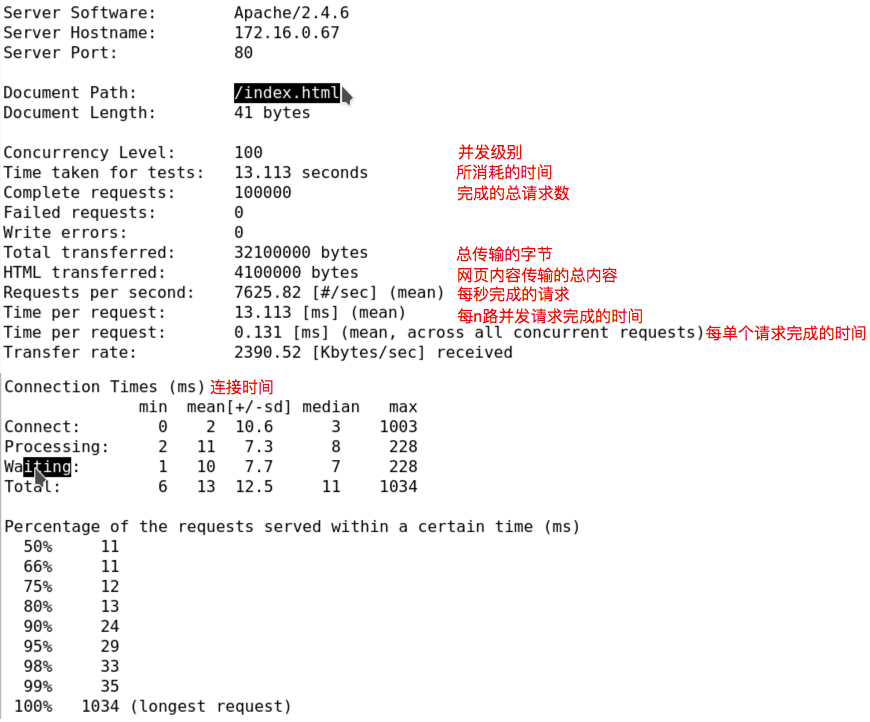 Server Software: Apache/2.4.6
Server Hostname: 172.16.0.67
Server Port: 80
Document Path: /index.html
Document Length: 41 bytes
Concurrency Level: 100 并发级别
Time taken for tests: 13.113 seconds 所消耗的时间
Complete requests: 100000 完成的总请求数
Failed requests: 0
Write errors: 0
Total transferred: 32100000 bytes 总传输的字节
HTML transferred: 4100000 bytes 网页内容传输的总内容
Requests per second: 7625.82 [#/sec] (mean) 每秒完成的请求
Time per request: 13.113 [ms] (mean) 每n路并发请求完成的时间
Time per request: 0.131 [ms] (mean, across all concurrent requests) 每单个请求完成的时间
Transfer rate: 2390.52 [Kbytes/sec] received
Connection Times (ms) 连接时间
min mean[+/-sd] median max
Connect: 0 2 10.6 3 1003
Processing: 2 11 7.3 8 228
Waiting: 1 10 7.7 7 228
Total: 6 13 12.5 11 1034
Percentage of the requests served within a certain time (ms)
50% 11
66% 11
75% 12
80% 13
90% 24
95% 29
98% 33
99% 35
100% 1034 (longest request)